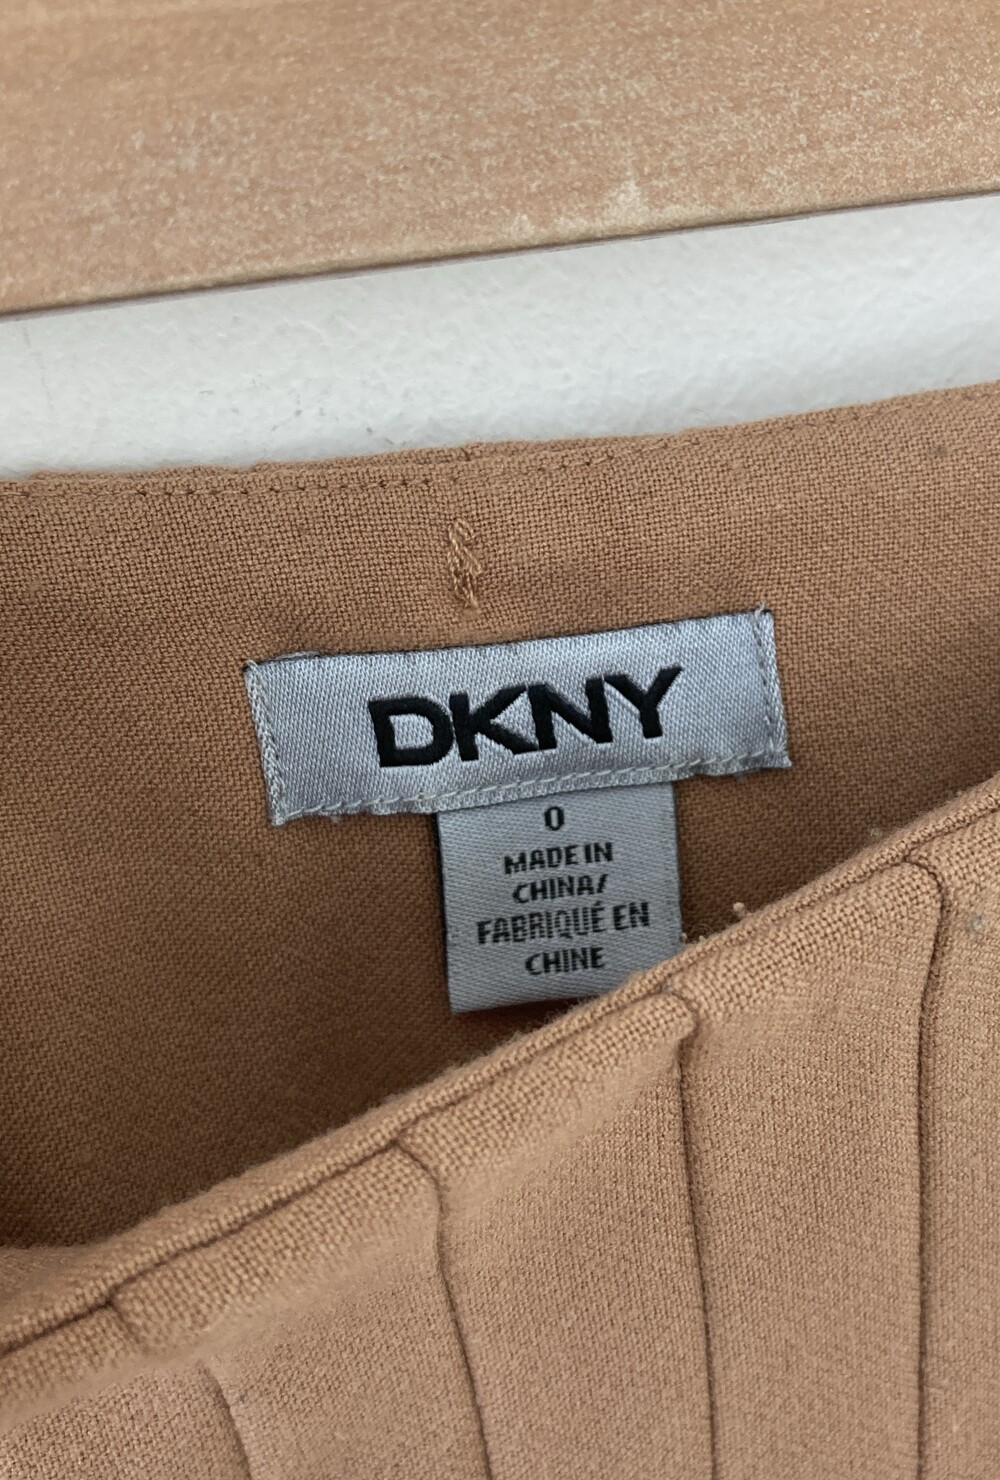 DKNY
0
MADE IN
CHINA/
FABRIQUÉ EN
CHINE